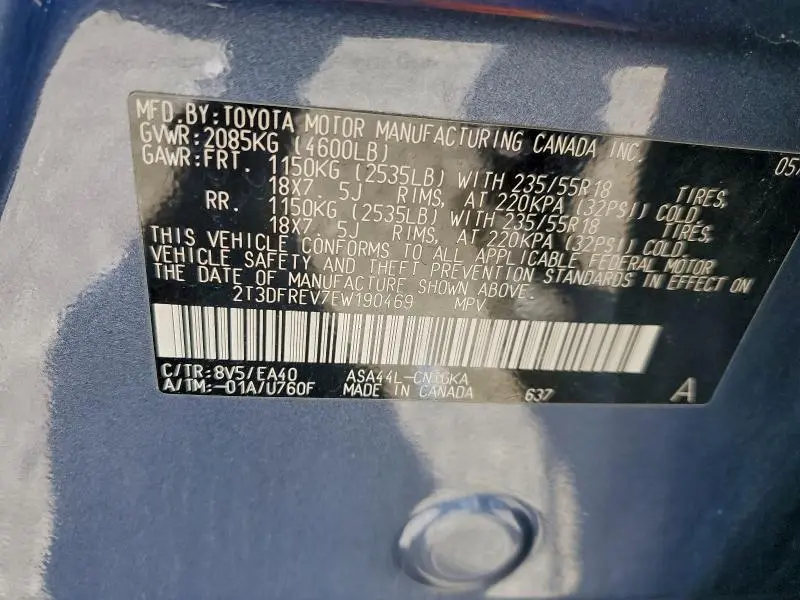 MFD.BY:TOYOTA MOTOR MANUFACTURING CANADA INC.
GVWR:2085KG (4600LB)
GAWR:FRT. 1150KG (2535LB) WITH 235/55R18 TIRES,
18X7.5J RIMS, AT 220KPA (32PSI) COLD.
RR. 1150KG (2535LB) WITH 235/55R18 TIRES,
18X7.5J RIMS, AT 220KPA (32PSI) COLD.
THIS VEHICLE CONFORMS TO ALL APPLICABLE FEDERAL MOTOR
VEHICLE SAFETY AND THEFT PREVENTION STANDARDS IN EFFECT ON
THE DATE OF MANUFACTURE SHOWN ABOVE.
2T3DFREV7EW190469 MPV
C/TR:8V5/EA40 ASA44L-CNTGKA
A/TM:-01A/U760F MADE IN CANADA 637 A